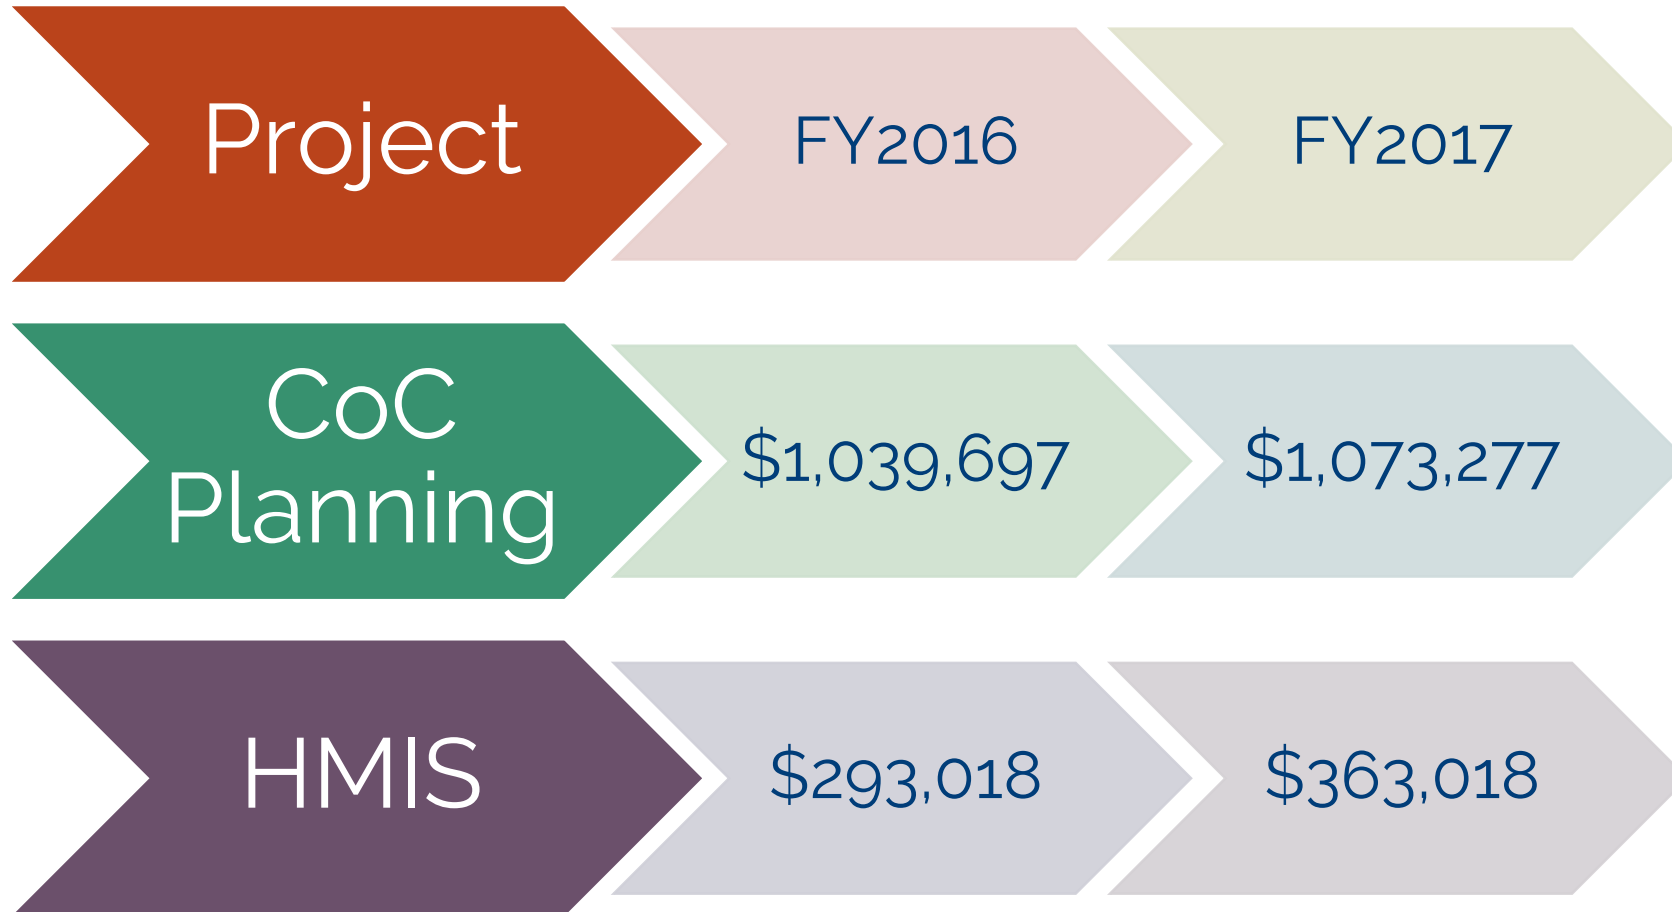 Project
FY2016
FY2017
CoC
Planning
$1,039,697
$1,073,277
HMIS
$293,018
$363,018